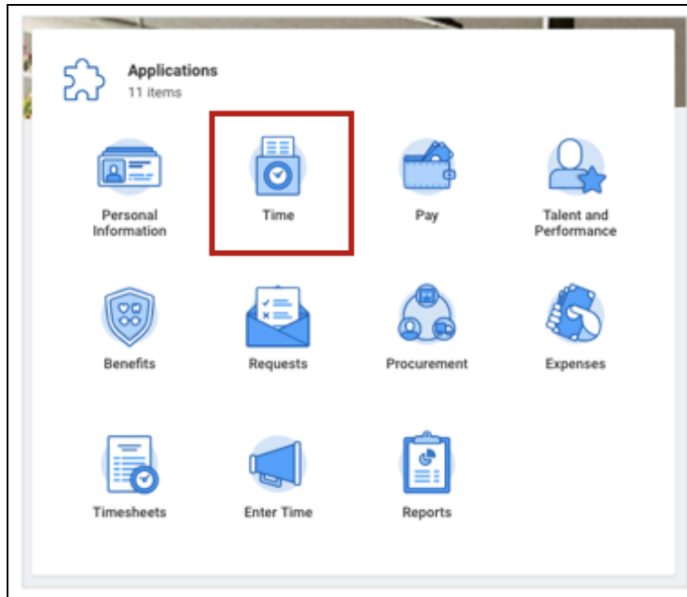 Applications
11 items
Personal
Information
Time
Pay
Talent and
Performance
Benefits
Requests
Procurement
Expenses
Timesheets
Enter Time
Reports